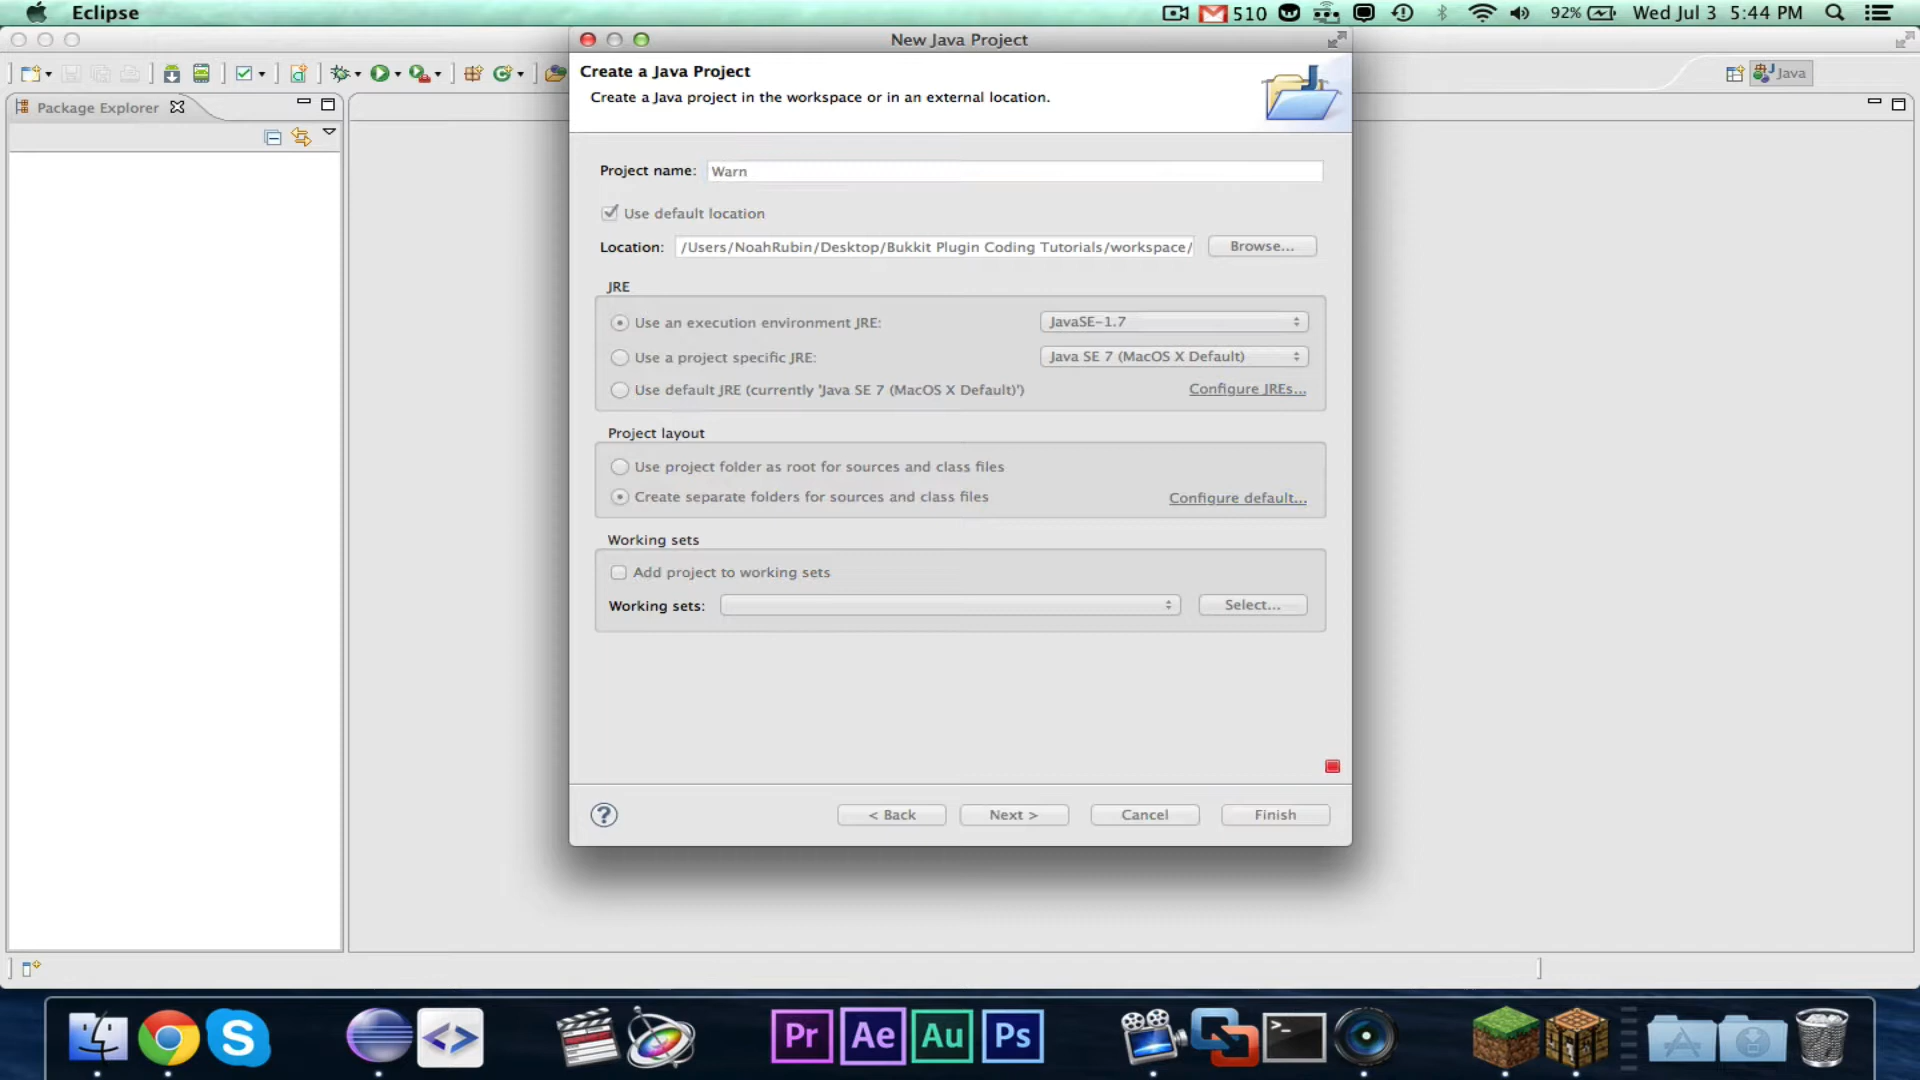 Eclipse
510
92%
Wed Jul 3 5:44 PM
New Java Project
Create a Java Project
Create a Java project in the workspace or in an external location.
Java
Package Explorer
Project name:
Warn
Use default location
Location:
/Users/NoahRubin/Desktop/Bukkit Plugin Coding Tutorials/workspace/
Browse...
JRE
Use an execution environment JRE:
JavaSE-1.7
Use a project specific JRE:
Java SE 7 (MacOS X Default)
Use default JRE (currently 'Java SE 7 (MacOS X Default)')
Configure JREs...
Project layout
Use project folder as root for sources and class files
Create separate folders for sources and class files
Configure default...
Working sets
Add project to working sets
Working sets:
Select...
?
< Back
Next >
Cancel
Finish
S
Pr
Ae
Au
Ps
>_